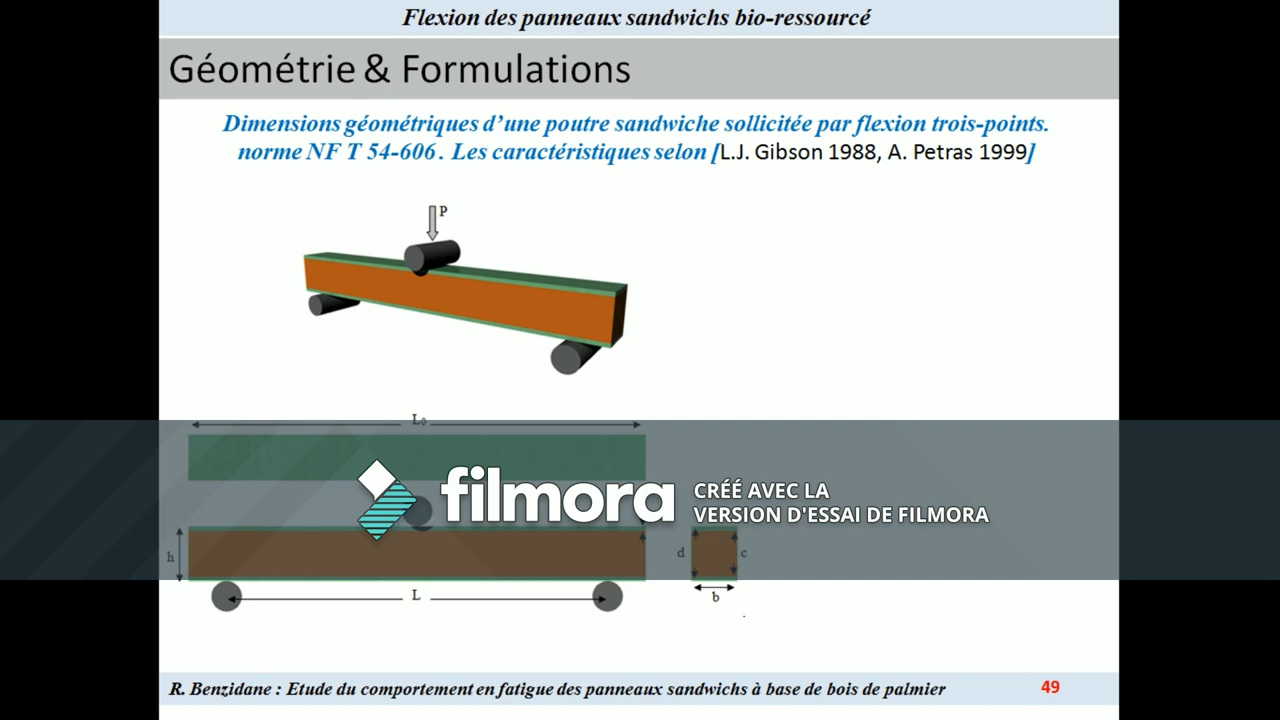 Flexion des panneaux sandwichs bio-ressourcé
Géométrie & Formulations
Dimensions géométriques d’une poutre sandwiche sollicitée par flexion trois-points.
norme NF T 54-606. Les caractéristiques selon [L.J. Gibson 1988, A. Petras 1999]
P
L₀
filmora
CRÉÉ AVEC LA
VERSION D'ESSAI DE FILMORA
h
d
c
L
b
R. Benzidane : Etude du comportement en fatigue des panneaux sandwichs à base de bois de palmier
49